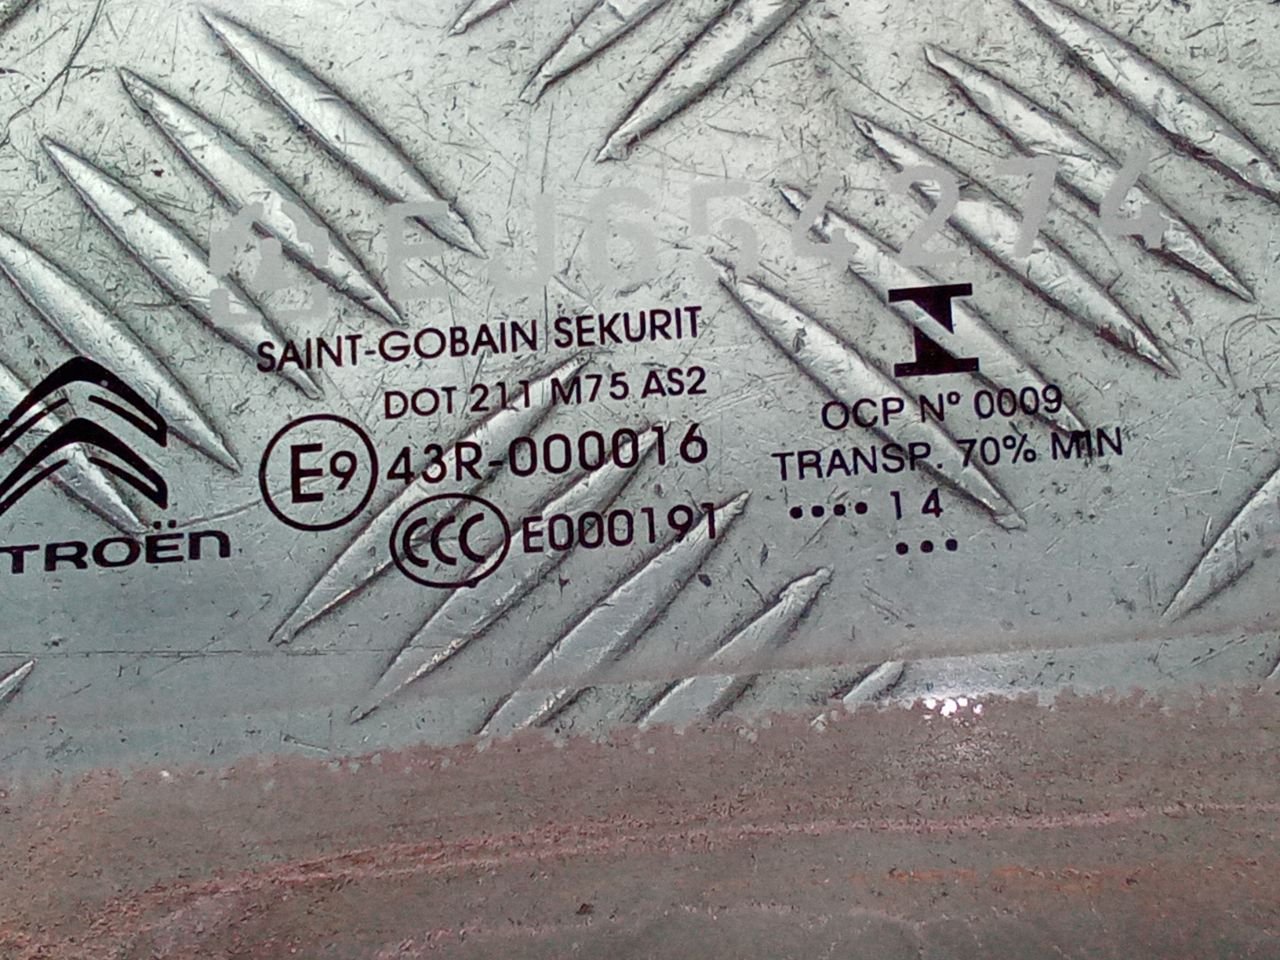 EJ654274
SAINT-GOBAIN SEKURIT
DOT 211 M75 AS2
E9 43R-000016
CCC E000191
TROËN
I
OCP Nº 0009
TRANSP. 70% MIN
•••• 14
•••